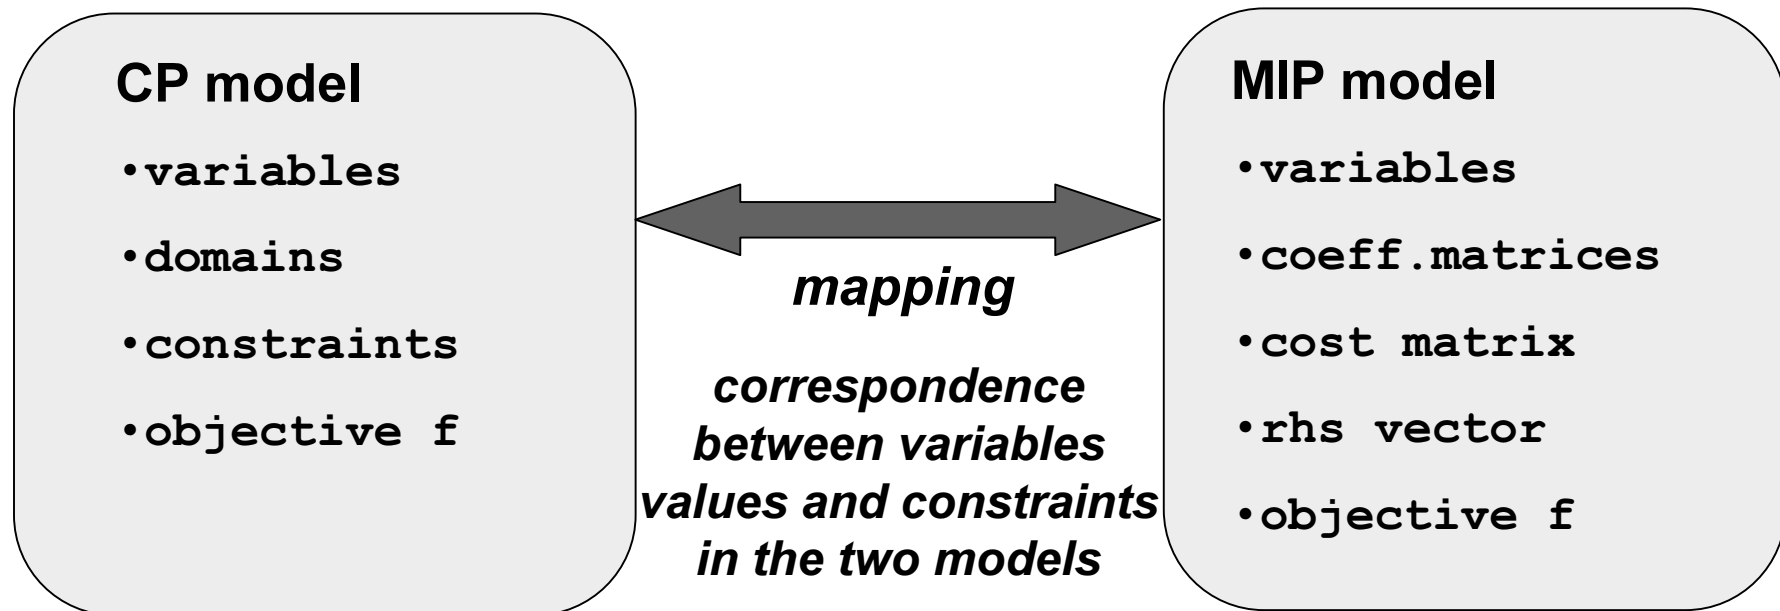 CP model
•variables
•domains
•constraints
•objective f
mapping
correspondence
between variables
values and constraints
in the two models
MIP model
•variables
•coeff.matrices
•cost matrix
•rhs vector
•objective f